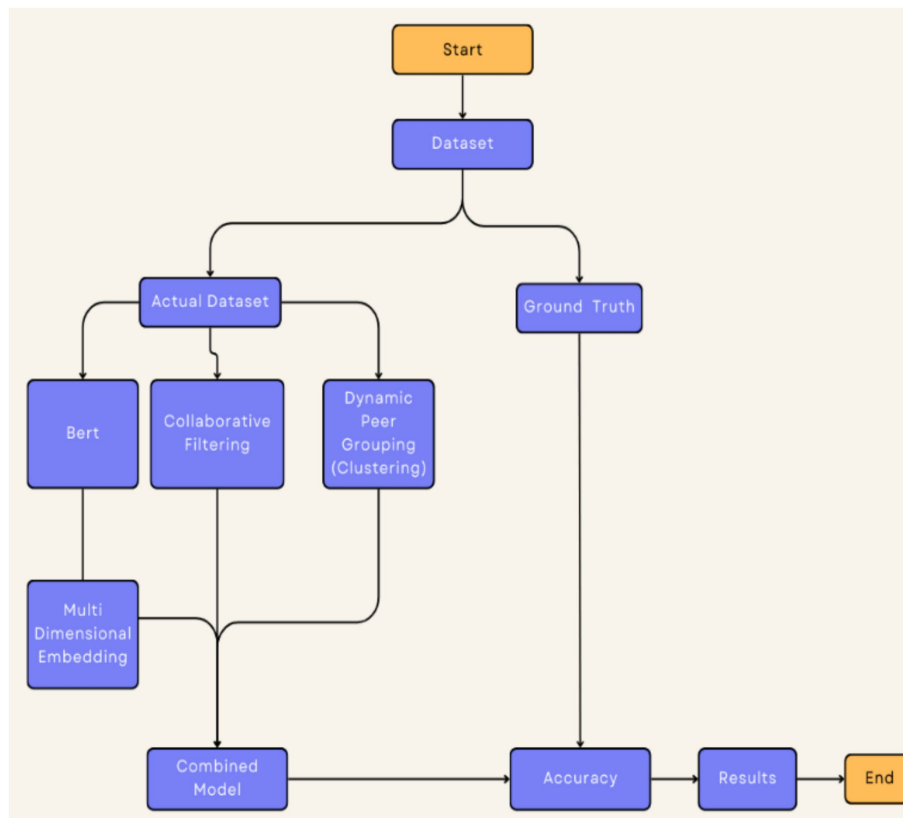 Start
Dataset
Actual Dataset
Ground Truth
Bert
Collaborative
Filtering
Dynamic
Peer
Grouping
(Clustering)
Multi
Dimensional
Embedding
Combined
Model
Accuracy
Results
End